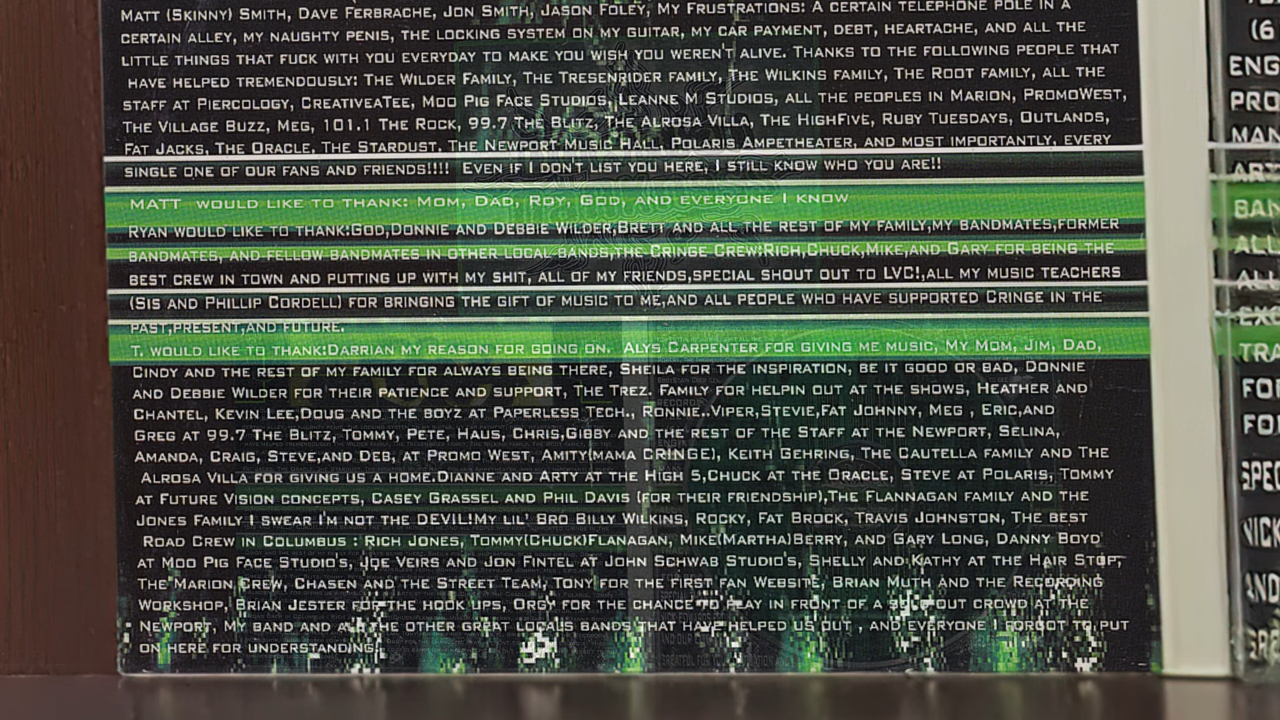 MATT (SKINNY) SMITH, DAVE FERBRACHE, JON SMITH, JASON FOLEY, MY FRUSTRATIONS: A CERTAIN TELEPHONE POLE IN A
CERTAIN ALLEY, MY NAUGHTY PENIS, THE LOCKING SYSTEM ON MY GUITAR, MY CAR PAYMENT, DEBT, HEARTACHE, AND ALL THE
LITTLE THINGS THAT FUCK WITH YOU EVERYDAY TO MAKE YOU WISH YOU WEREN'T ALIVE. THANKS TO THE FOLLOWING PEOPLE THAT
HAVE HELPED TREMENDOUSLY: THE WILDER FAMILY, THE TRESENRIDER FAMILY, THE WILKINS FAMILY, THE ROOT FAMILY, ALL THE
STAFF AT PIERCOLOGY, CREATIVEATEE, MOO PIG FACE STUDIOS, LEANNE M STUDIOS, ALL THE PEOPLES IN MARION, PROMOWEST,
THE VILLAGE BUZZ, MEG, 101.1 THE ROCK, 99.7 THE BLITZ, THE ALROSA VILLA, THE HIGHFIVE, RUBY TUESDAYS, OUTLANDS,
FAT JACKS, THE ORACLE, THE STARDUST, THE NEWPORT MUSIC HALL, POLARIS AMPETHEATER, AND MOST IMPORTANTLY, EVERY
SINGLE ONE OF OUR FANS AND FRIENDS!!!! EVEN IF I DON'T LIST YOU HERE, I STILL KNOW WHO YOU ARE!!
MATT WOULD LIKE TO THANK: MOM, DAD, ROY, GOD, AND EVERYONE I KNOW
RYAN WOULD LIKE TO THANK:GOD,DONNIE AND DEBBIE WILDER,BRETT AND ALL THE REST OF MY FAMILY,MY BANDMATES,FORMER
BANDMATES, AND FELLOW BANDMATES IN OTHER LOCAL BANDS,THE CRINGE CREW:RICH,CHUCK,MIKE,AND GARY FOR BEING THE
BEST CREW IN TOWN AND PUTTING UP WITH MY SHIT, ALL OF MY FRIENDS,SPECIAL SHOUT OUT TO LVC!,ALL MY MUSIC TEACHERS
(SIS AND PHILLIP CORDELL) FOR BRINGING THE GIFT OF MUSIC TO ME,AND ALL PEOPLE WHO HAVE SUPPORTED CRINGE IN THE
PAST,PRESENT,AND FUTURE.
T. WOULD LIKE TO THANK:DARRIAN MY REASON FOR GOING ON. ALYS CARPENTER FOR GIVING ME MUSIC, MY MOM, JIM, DAD,
CINDY AND THE REST OF MY FAMILY FOR ALWAYS BEING THERE, SHEILA FOR THE INSPIRATION, BE IT GOOD OR BAD, DONNIE
AND DEBBIE WILDER FOR THEIR PATIENCE AND SUPPORT, THE TREZ. FAMILY FOR HELPIN OUT AT THE SHOWS, HEATHER AND
CHANTEL, KEVIN LEE,DOUG AND THE BOYZ AT PAPERLESS TECH., RONNIE..VIPER,STEVIE,FAT JOHNNY, MEG , ERIC,AND
GREG AT 99.7 THE BLITZ, TOMMY, PETE, HAUS, CHRIS,GIBBY AND THE REST OF THE STAFF AT THE NEWPORT, SELINA,
AMANDA, CRAIG, STEVE,AND DEB, AT PROMO WEST, AMITY(MAMA CRINGE), KEITH GEHRING, THE CAUTELLA FAMILY AND THE
ALROSA VILLA FOR GIVING US A HOME.DIANNE AND ARTY AT THE HIGH 5,CHUCK AT THE ORACLE, STEVE AT POLARIS, TOMMY
AT FUTURE VISION CONCEPTS, CASEY GRASSEL AND PHIL DAVIS (FOR THEIR FRIENDSHIP),THE FLANNAGAN FAMILY AND THE
JONES FAMILY I SWEAR I'M NOT THE DEVIL!MY LIL' BRO BILLY WILKINS, ROCKY, FAT BROCK, TRAVIS JOHNSTON, THE BEST
ROAD CREW IN COLUMBUS : RICH JONES, TOMMY(CHUCK)FLANAGAN, MIKE(MARTHA)BERRY, AND GARY LONG, DANNY BOYD
AT MOO PIG FACE STUDIO'S, JOE VEIRS AND JON FINTEL AT JOHN SCHWAB STUDIO'S, SHELLY AND KATHY AT THE HAIR STOP,
THE MARION CREW, CHASEN AND THE STREET TEAM, TONY FOR THE FIRST FAN WEBSITE, BRIAN MUTH AND THE RECORDING
WORKSHOP, BRIAN JESTER FOR THE HOOK UPS, ORGY FOR THE CHANCE TO PLAY IN FRONT OF A SOLD OUT CROWD AT THE
NEWPORT, MY BAND AND ALL THE OTHER GREAT LOCALS BANDS THAT HAVE HELPED US OUT , AND EVERYONE I FORGOT TO PUT
ON HERE FOR UNDERSTANDING!
(6
ENG
PRO
MAN
ART
BAN
ALL
ALL
EXC
TRA
FOR
FO
SPEC
NICK
AND
GRE